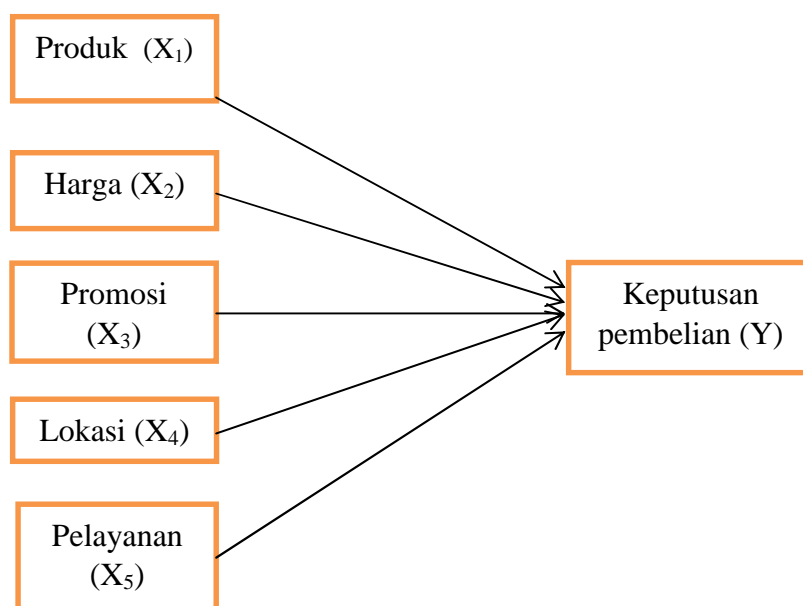 Produk (X₁)
Harga (X₂)
Promosi
(X₃)
Lokasi (X₄)
Pelayanan
(X₅)
Keputusan
pembelian (Y)